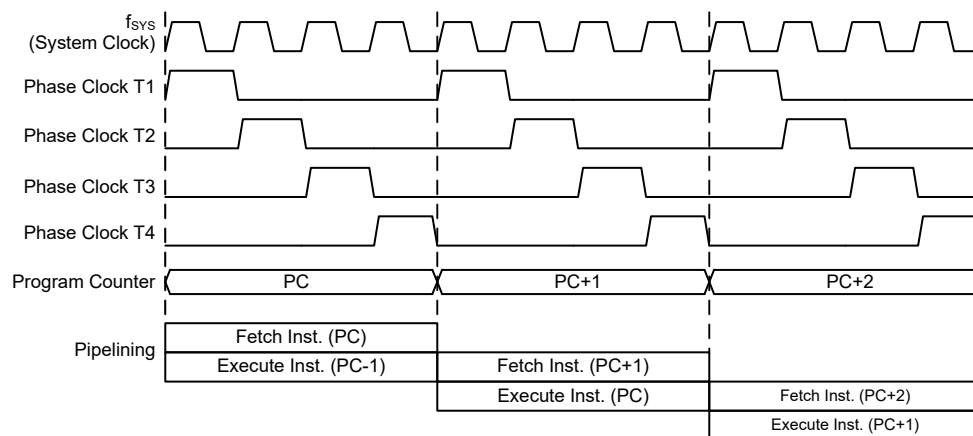 fSYS
(System Clock)
Phase Clock T1
Phase Clock T2
Phase Clock T3
Phase Clock T4
Program Counter PC PC+1 PC+2
Pipelining
Fetch Inst. (PC)
Execute Inst. (PC-1) Fetch Inst. (PC+1)
Execute Inst. (PC) Fetch Inst. (PC+2)
Execute Inst. (PC+1)